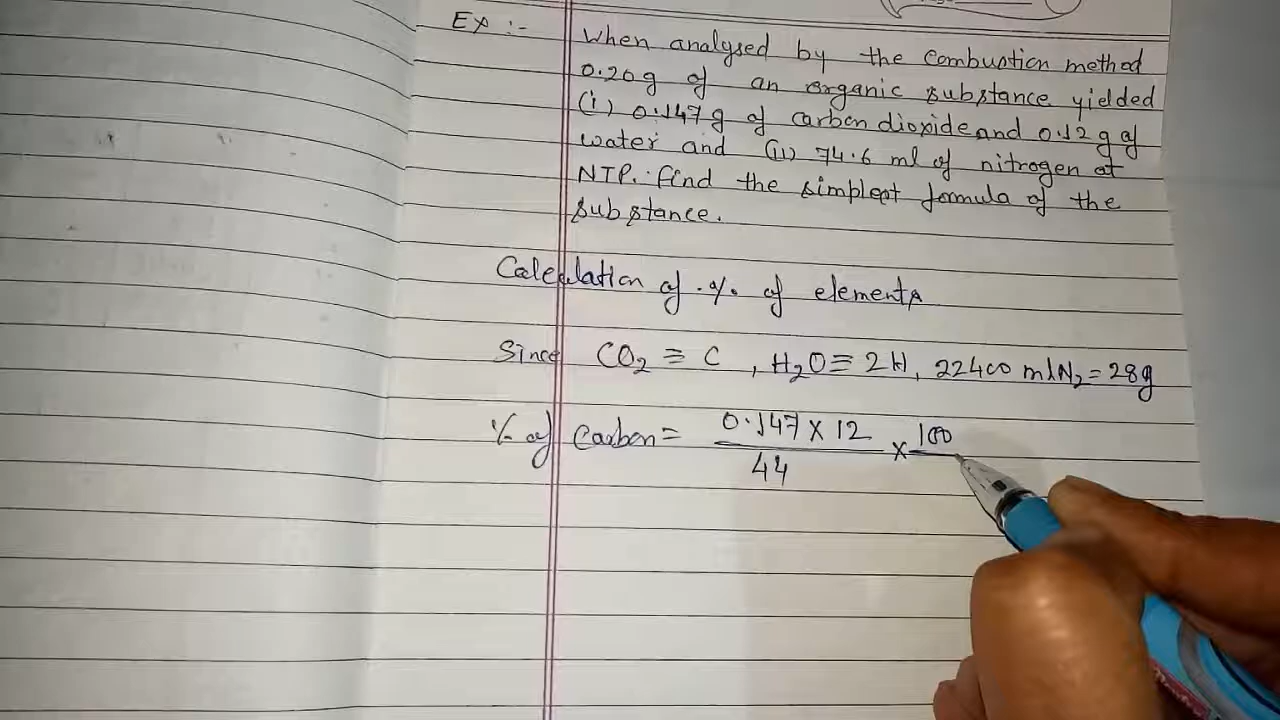 Ex :-
When analysed by the combustion method
0.20g of an organic substance yielded
(i) 0.147g of carbon dioxide and 0.12g of
water and (ii) 74.6 ml of nitrogen at
NTP. Find the simplest formula of the
substance.
Calculation of % of elements
Since CO₂ ≡ C , H₂O ≡ 2H, 22400 ml N₂ = 28g
% of Carbon = 0.147 X 12 / 44 X 100